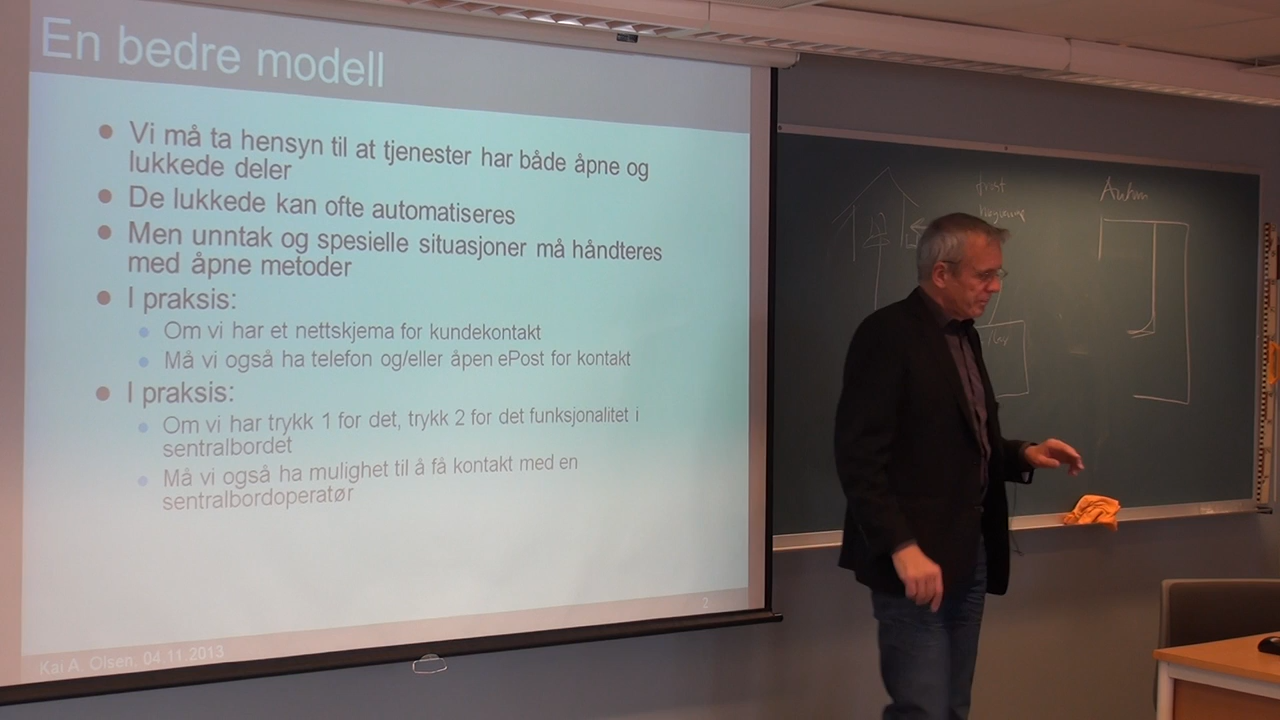 En bedre modell
Vi må ta hensyn til at tjenester har både åpne og
lukkede deler
De lukkede kan ofte automatiseres
Men unntak og spesielle situasjoner må håndteres
med åpne metoder
I praksis:
Om vi har et nettskjema for kundekontakt
Må vi også ha telefon og/eller åpen ePost for kontakt
I praksis:
Om vi har trykk 1 for det, trykk 2 for det funksjonalitet i
sentralbordet
Må vi også ha mulighet til å få kontakt med en
sentralbordoperatør
2
Kai A. Olsen, 04.11.2013
frost